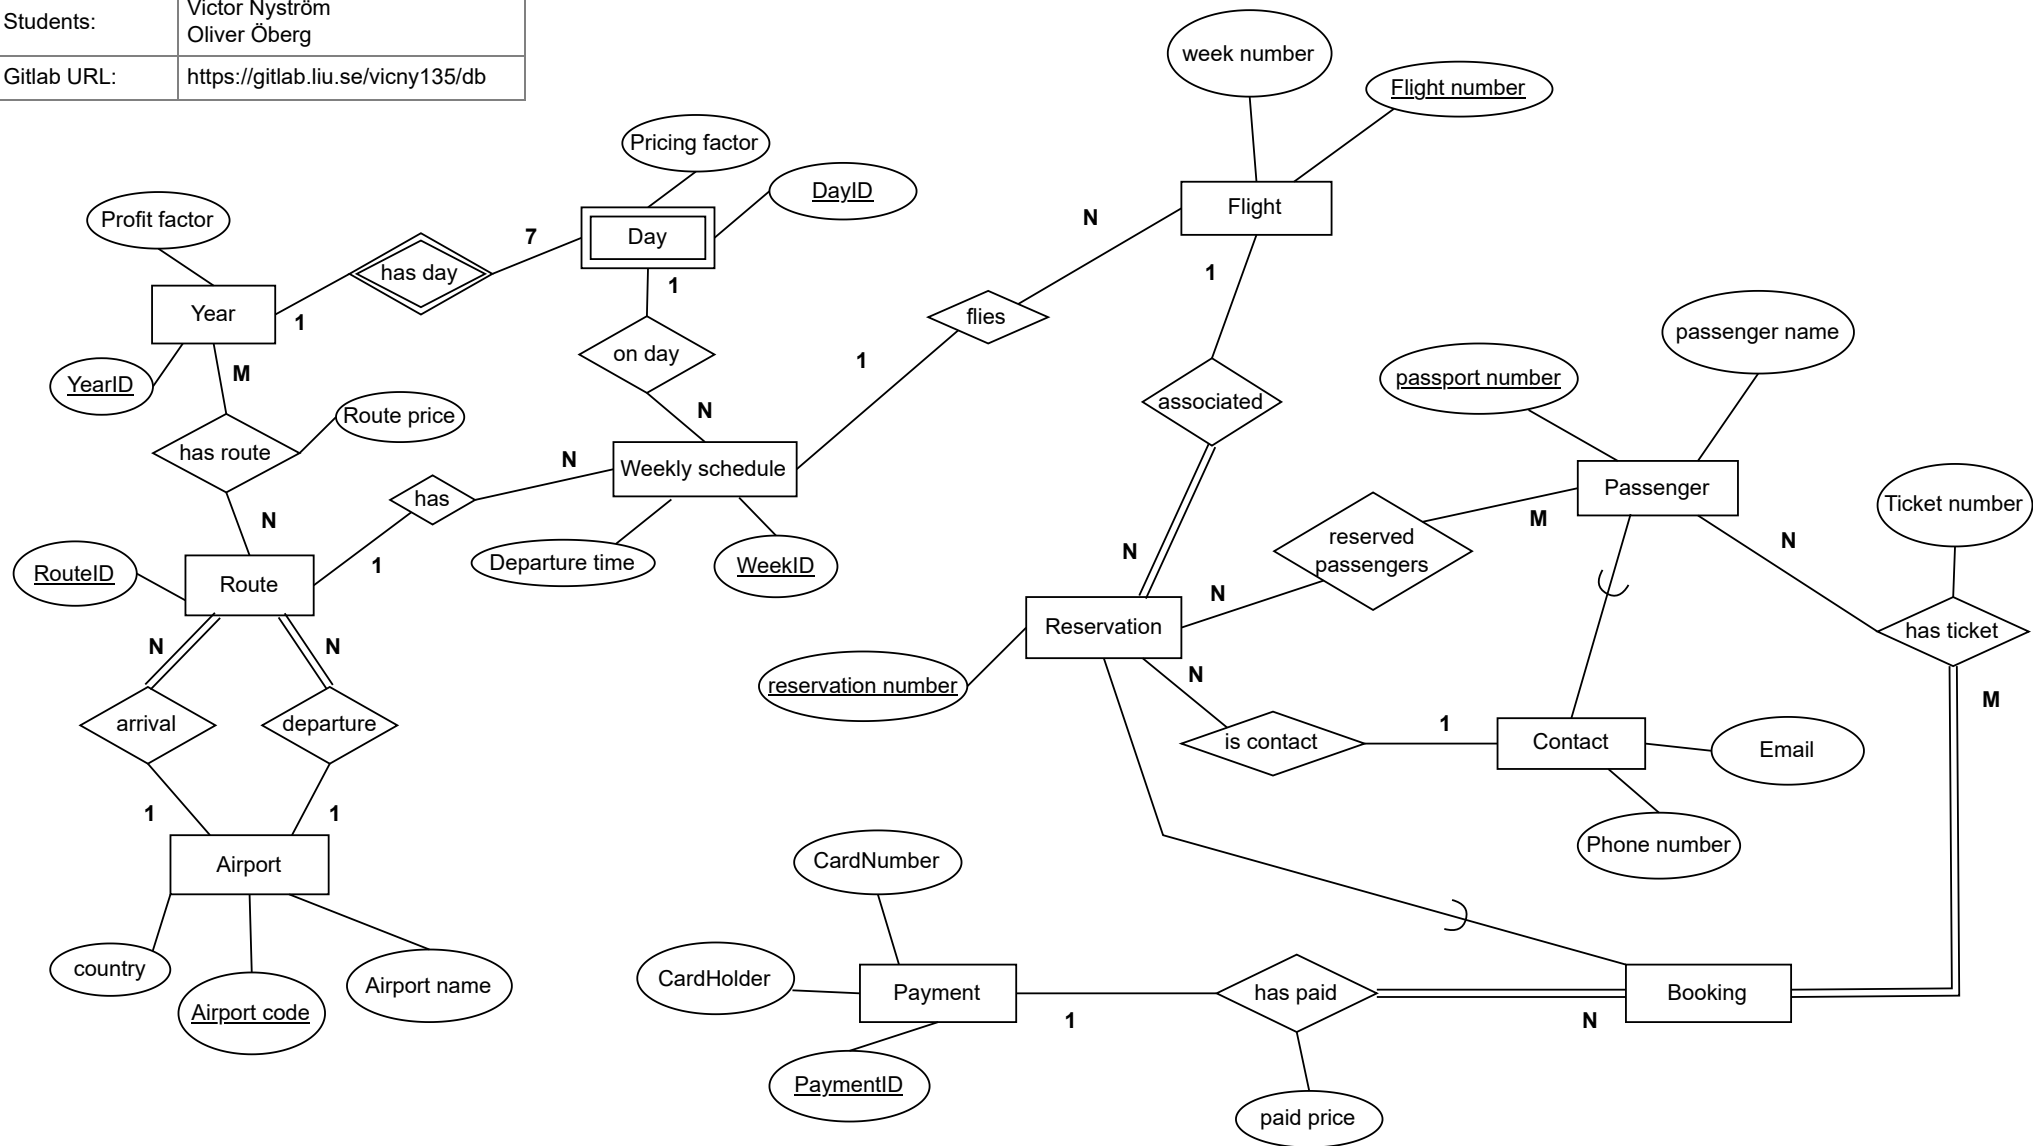 Students:
Victor Nyström
Oliver Öberg
Gitlab URL:
https://gitlab.liu.se/vicny135/db
week number
Flight number
Pricing factor
DayID
Profit factor
Flight
N
Day
7
has day
1
1
Year
1
flies
YearID
M
on day
1
passenger name
passport number
Route price
associated
has route
N
Weekly schedule
N
has
Passenger
Ticket number
N
M
N
reserved
passengers
N
Departure time
WeekID
1
RouteID
Route
N
Reservation
has ticket
N
N
reservation number
N
M
arrival
departure
is contact
1
Contact
Email
1
1
Phone number
Airport
CardNumber
country
Airport code
Airport name
CardHolder
Payment
1
has paid
N
Booking
PaymentID
paid price